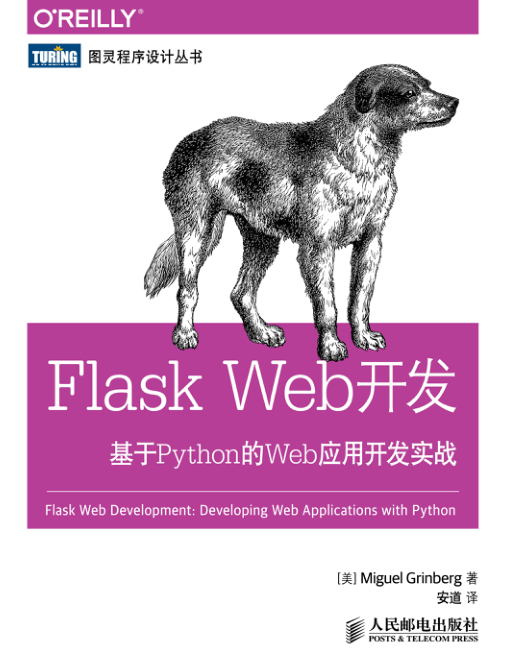 O'REILLY®
TURING 图灵程序设计丛书
Flask Web开发
基于Python的Web应用开发实战
Flask Web Development: Developing Web Applications with Python
[美] Miguel Grinberg 著
安道 译
人民邮电出版社
POSTS & TELECOM PRESS